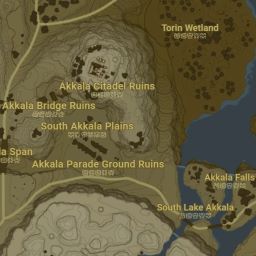 Torin Wetland
Akkala Citadel Ruins
Akkala Bridge Ruins
South Akkala Plains
la Span
Akkala Parade Ground Ruins
Akkala Falls
South Lake Akkala